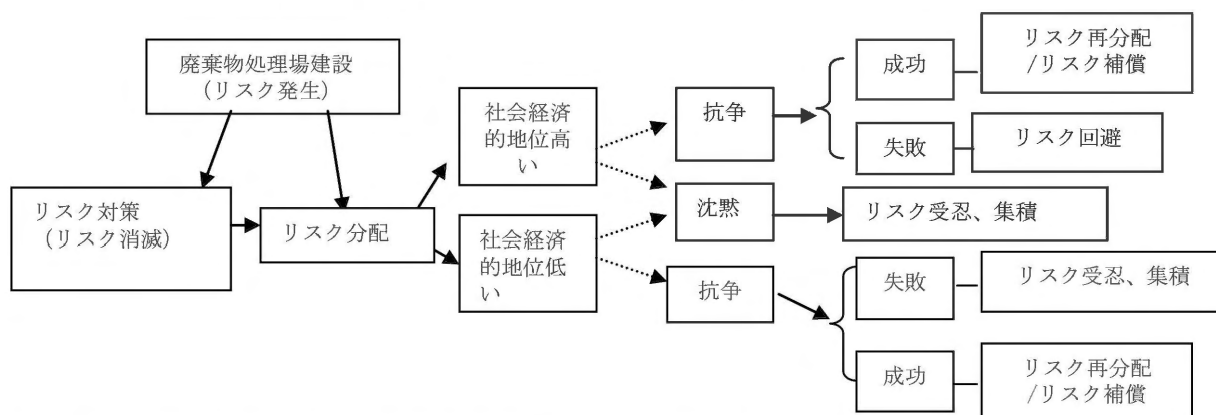 廃棄物処理場建設
（リスク発生）
リスク対策
（リスク消滅）
リスク分配
社会経済
的地位高
い
社会経済
的地位低
い
抗争
沈黙
抗争
成功
リスク再分配
/リスク補償
失敗
リスク回避
リスク受忍、集積
失敗
リスク受忍、集積
成功
リスク再分配
/リスク補償